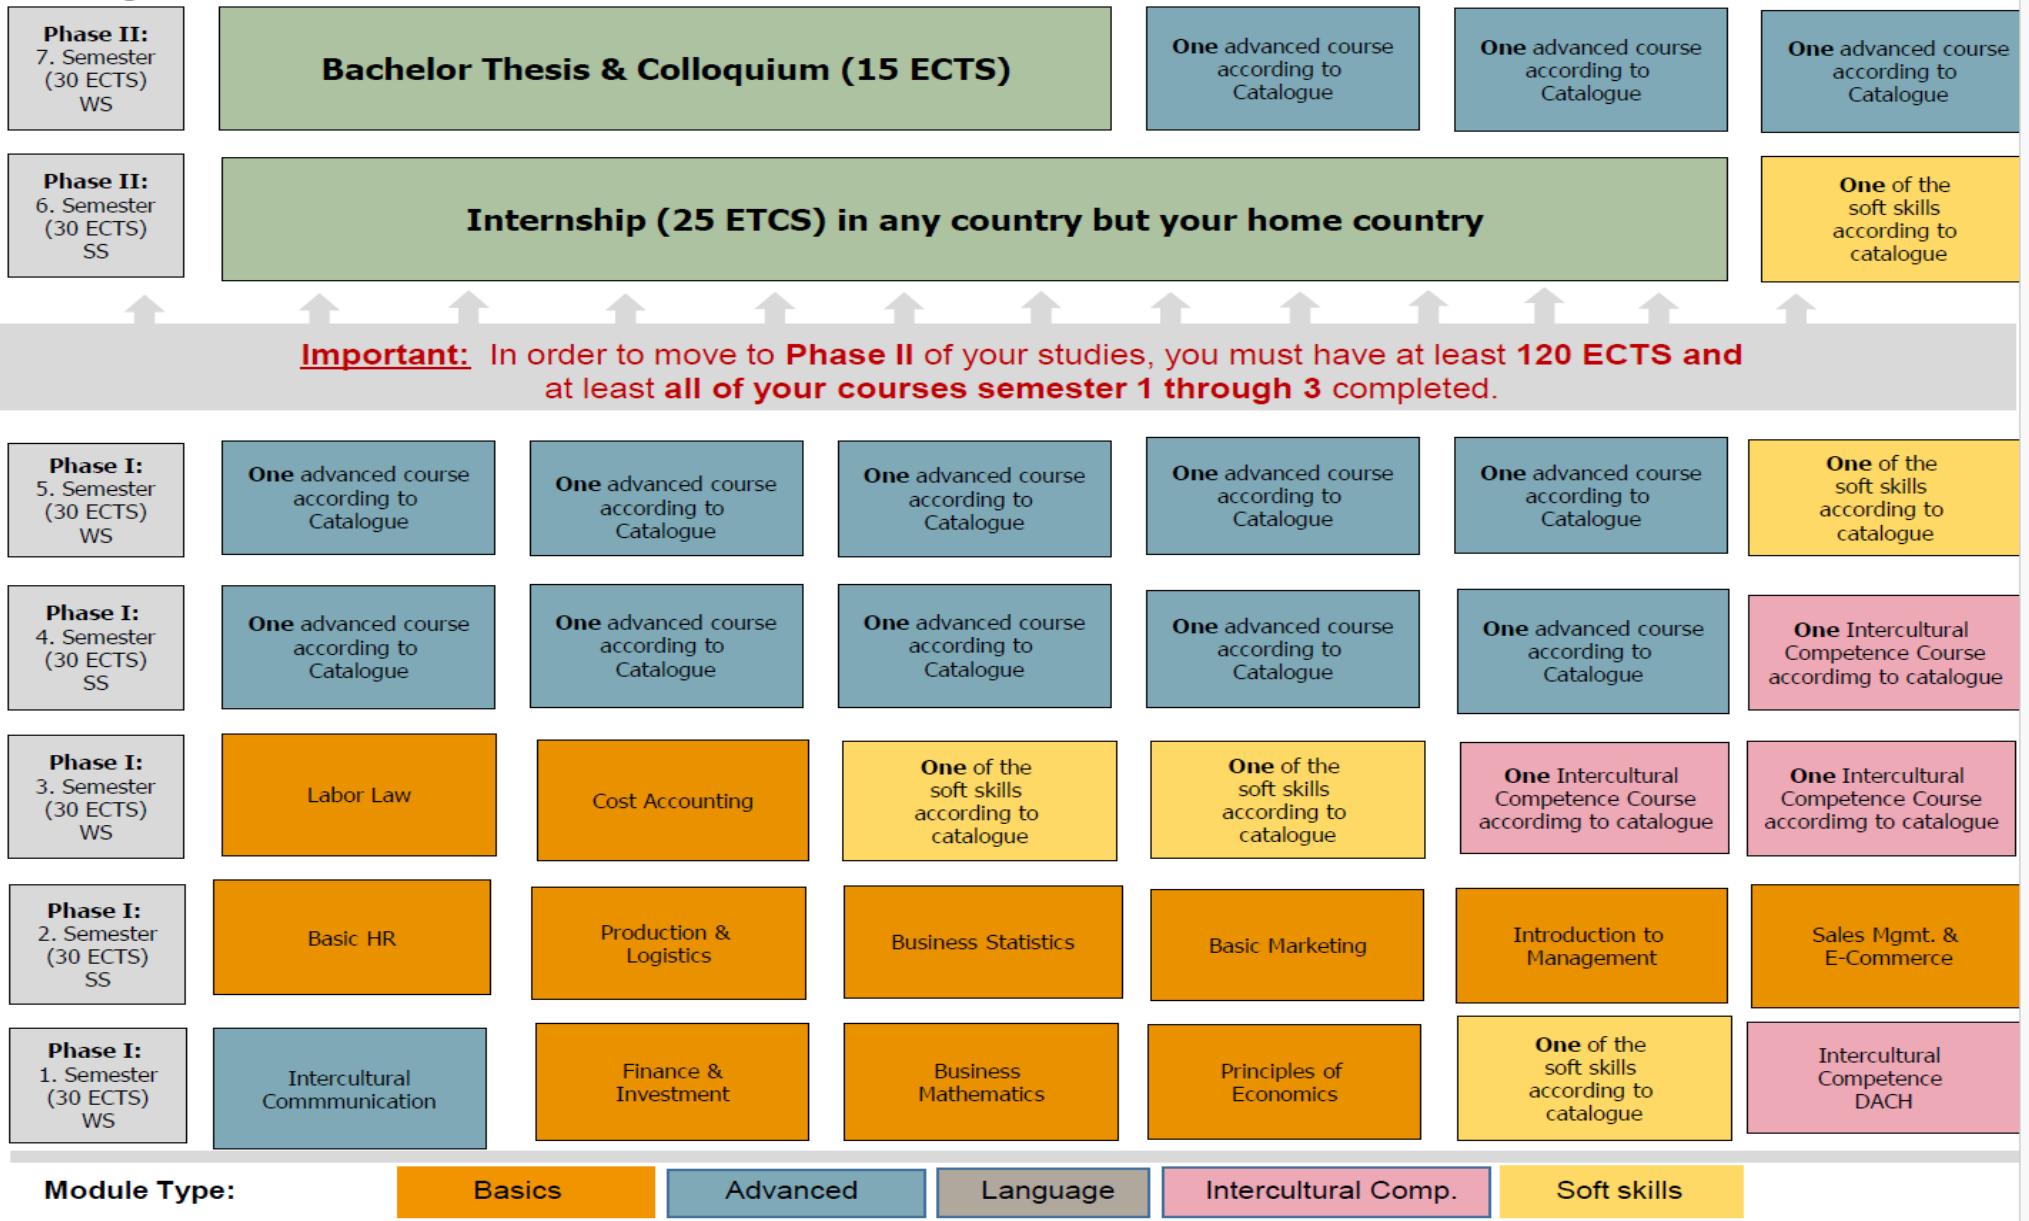 Phase II:
7. Semester
(30 ECTS)
WS
Bachelor Thesis & Colloquium (15 ECTS)
One advanced course
according to
Catalogue
One advanced course
according to
Catalogue
One advanced course
according to
Catalogue
Phase II:
6. Semester
(30 ECTS)
SS
Internship (25 ETCS) in any country but your home country
One of the
soft skills
according to
catalogue
Important: In order to move to Phase II of your studies, you must have at least 120 ECTS and
at least all of your courses semester 1 through 3 completed.
Phase I:
5. Semester
(30 ECTS)
WS
One advanced course
according to
Catalogue
One advanced course
according to
Catalogue
One advanced course
according to
Catalogue
One advanced course
according to
Catalogue
One advanced course
according to
Catalogue
One of the
soft skills
according to
catalogue
Phase I:
4. Semester
(30 ECTS)
SS
One advanced course
according to
Catalogue
One advanced course
according to
Catalogue
One advanced course
according to
Catalogue
One advanced course
according to
Catalogue
One advanced course
according to
Catalogue
One Intercultural
Competence Course
accordimg to catalogue
Phase I:
3. Semester
(30 ECTS)
WS
Labor Law
Cost Accounting
One of the
soft skills
according to
catalogue
One of the
soft skills
according to
catalogue
One Intercultural
Competence Course
accordimg to catalogue
One Intercultural
Competence Course
accordimg to catalogue
Phase I:
2. Semester
(30 ECTS)
SS
Basic HR
Production &
Logistics
Business Statistics
Basic Marketing
Introduction to
Management
Sales Mgmt. &
E-Commerce
Phase I:
1. Semester
(30 ECTS)
WS
Intercultural
Commmunication
Finance &
Investment
Business
Mathematics
Principles of
Economics
One of the
soft skills
according to
catalogue
Intercultural
Competence
DACH
Module Type:
Basics
Advanced
Language
Intercultural Comp.
Soft skills